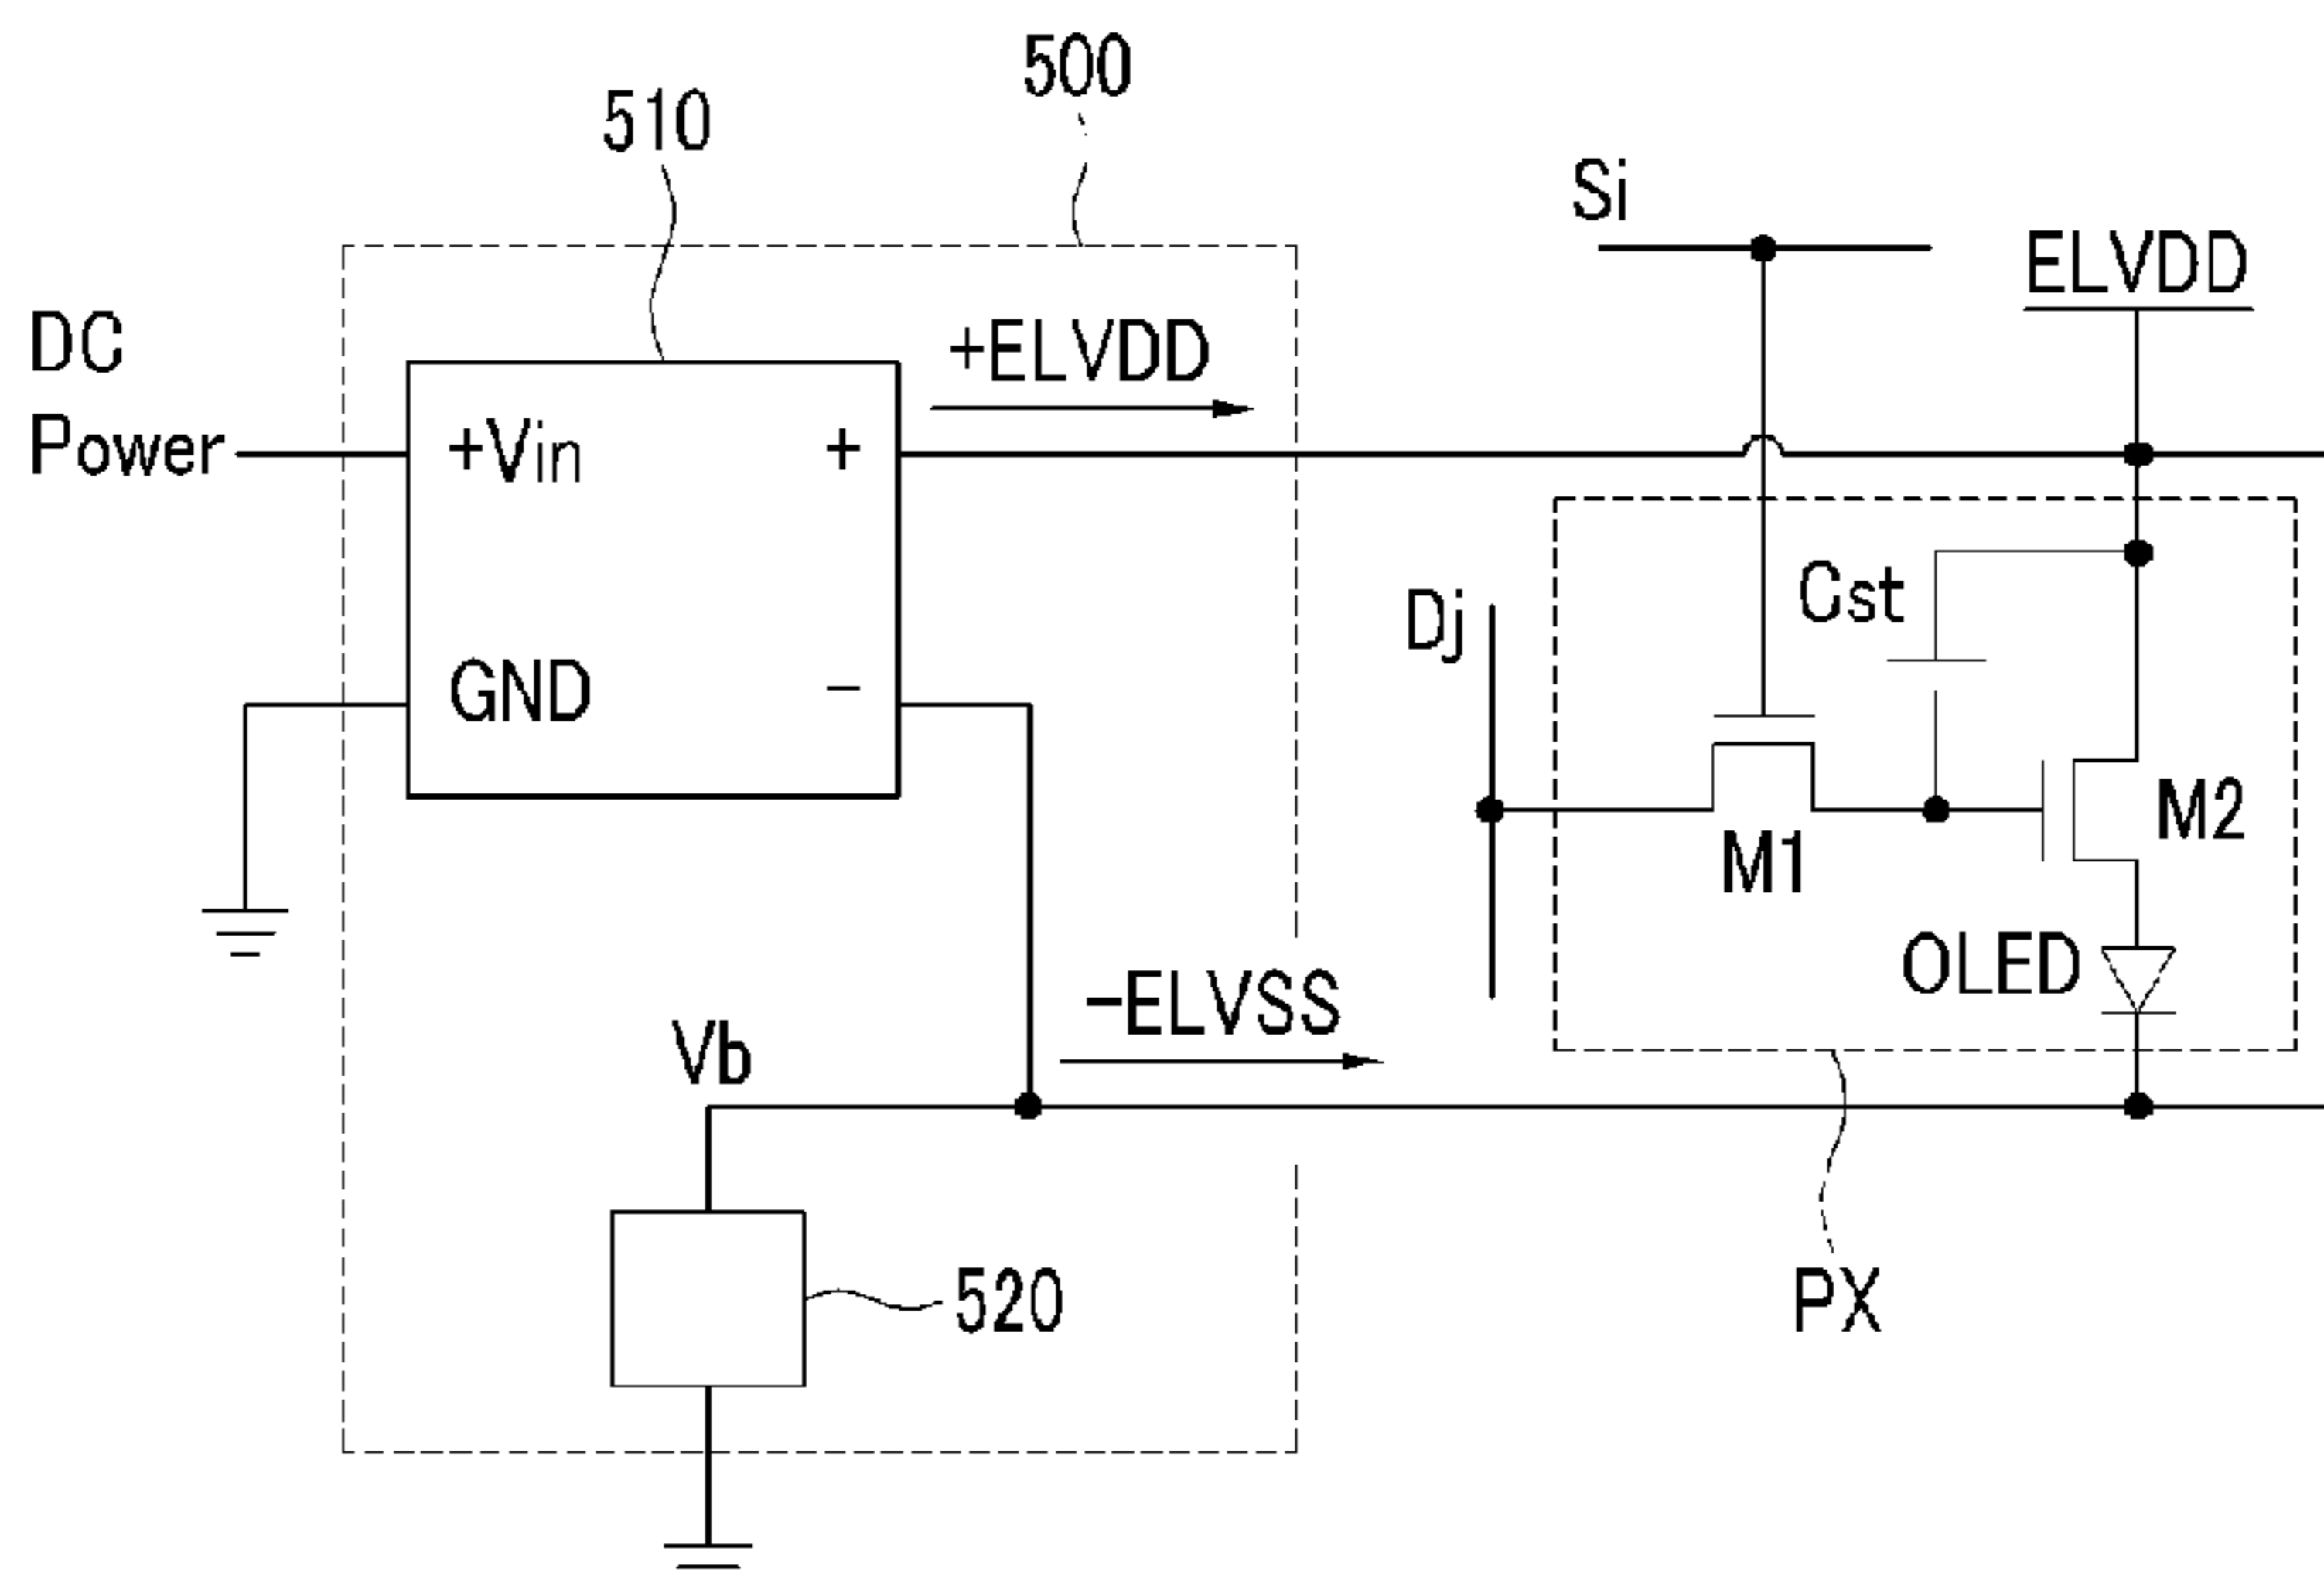 500
510
Si
ELVDD
DC
Power
+ELVDD
+Vin
+
Cst
Dj
GND
−
M2
M1
OLED
−ELVSS
Vb
520
PX